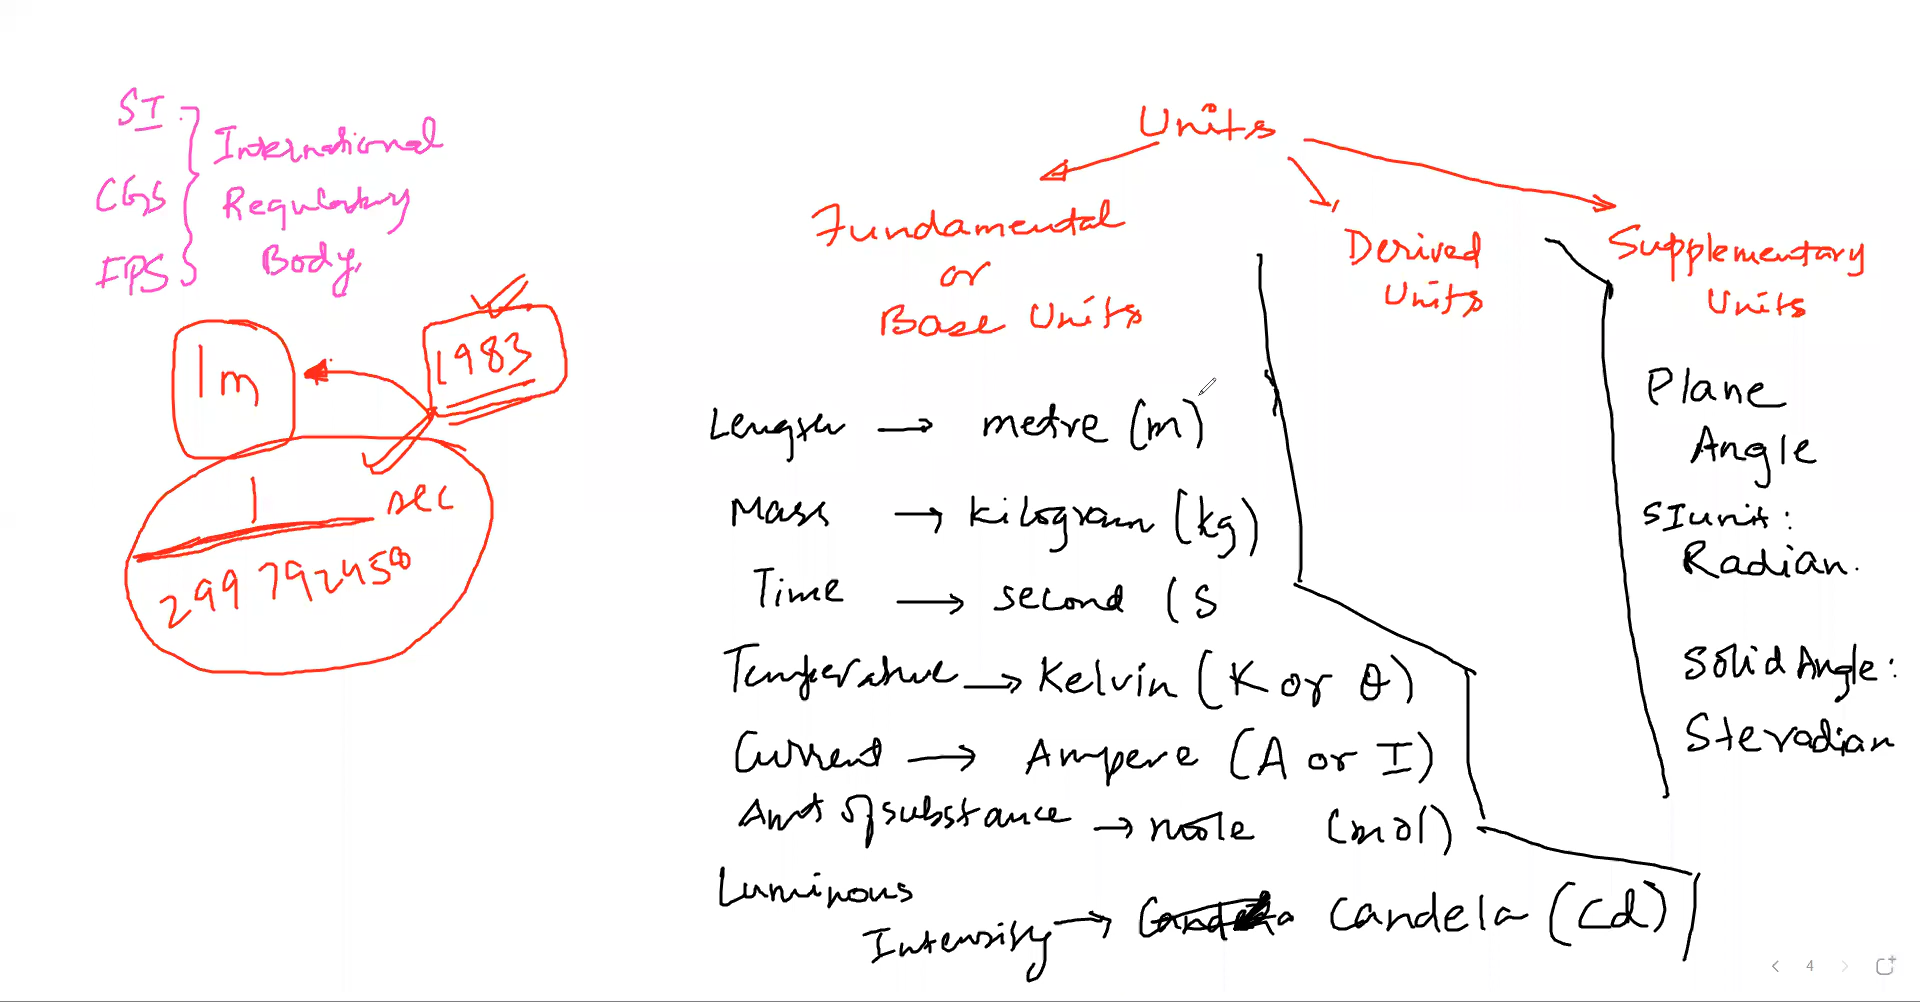 SI
CGS
FPS
International
Regulatory
Body,
1m
1983
1 sec
299792458
Units
Fundamental
or
Base Units
Derived
Units
Supplementary
Units
Length → metre (m)
Mass → kilogram (kg)
Time → second (S
Temperature → Kelvin (K or θ)
Current → Ampere (A or I)
Amt of substance → mole (mol)
Luminous
Intensity → Candela (Cd)
Plane
Angle
SI unit:
Radian.
Solid Angle:
Steradian
4